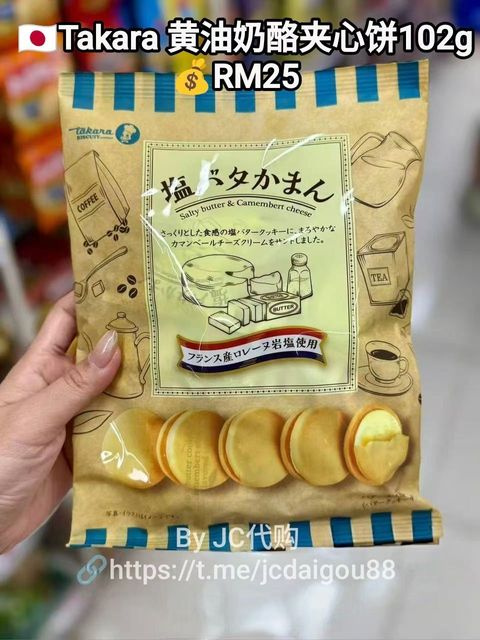 🇯🇵Takara 黄油奶酪夹心饼102g
💰RM25
Takara
BISCUIT
COFFEE
塩バタかまん
Salty butter & Camembert cheese
さっくりとした食感の塩バタークッキーに、まろやかな
カマンベールチーズクリームをサンドしました。
BUTTER
TEA
フランス産ロレーヌ岩塩使用
By JC代购
🔗https://t.me/jcdaigou88